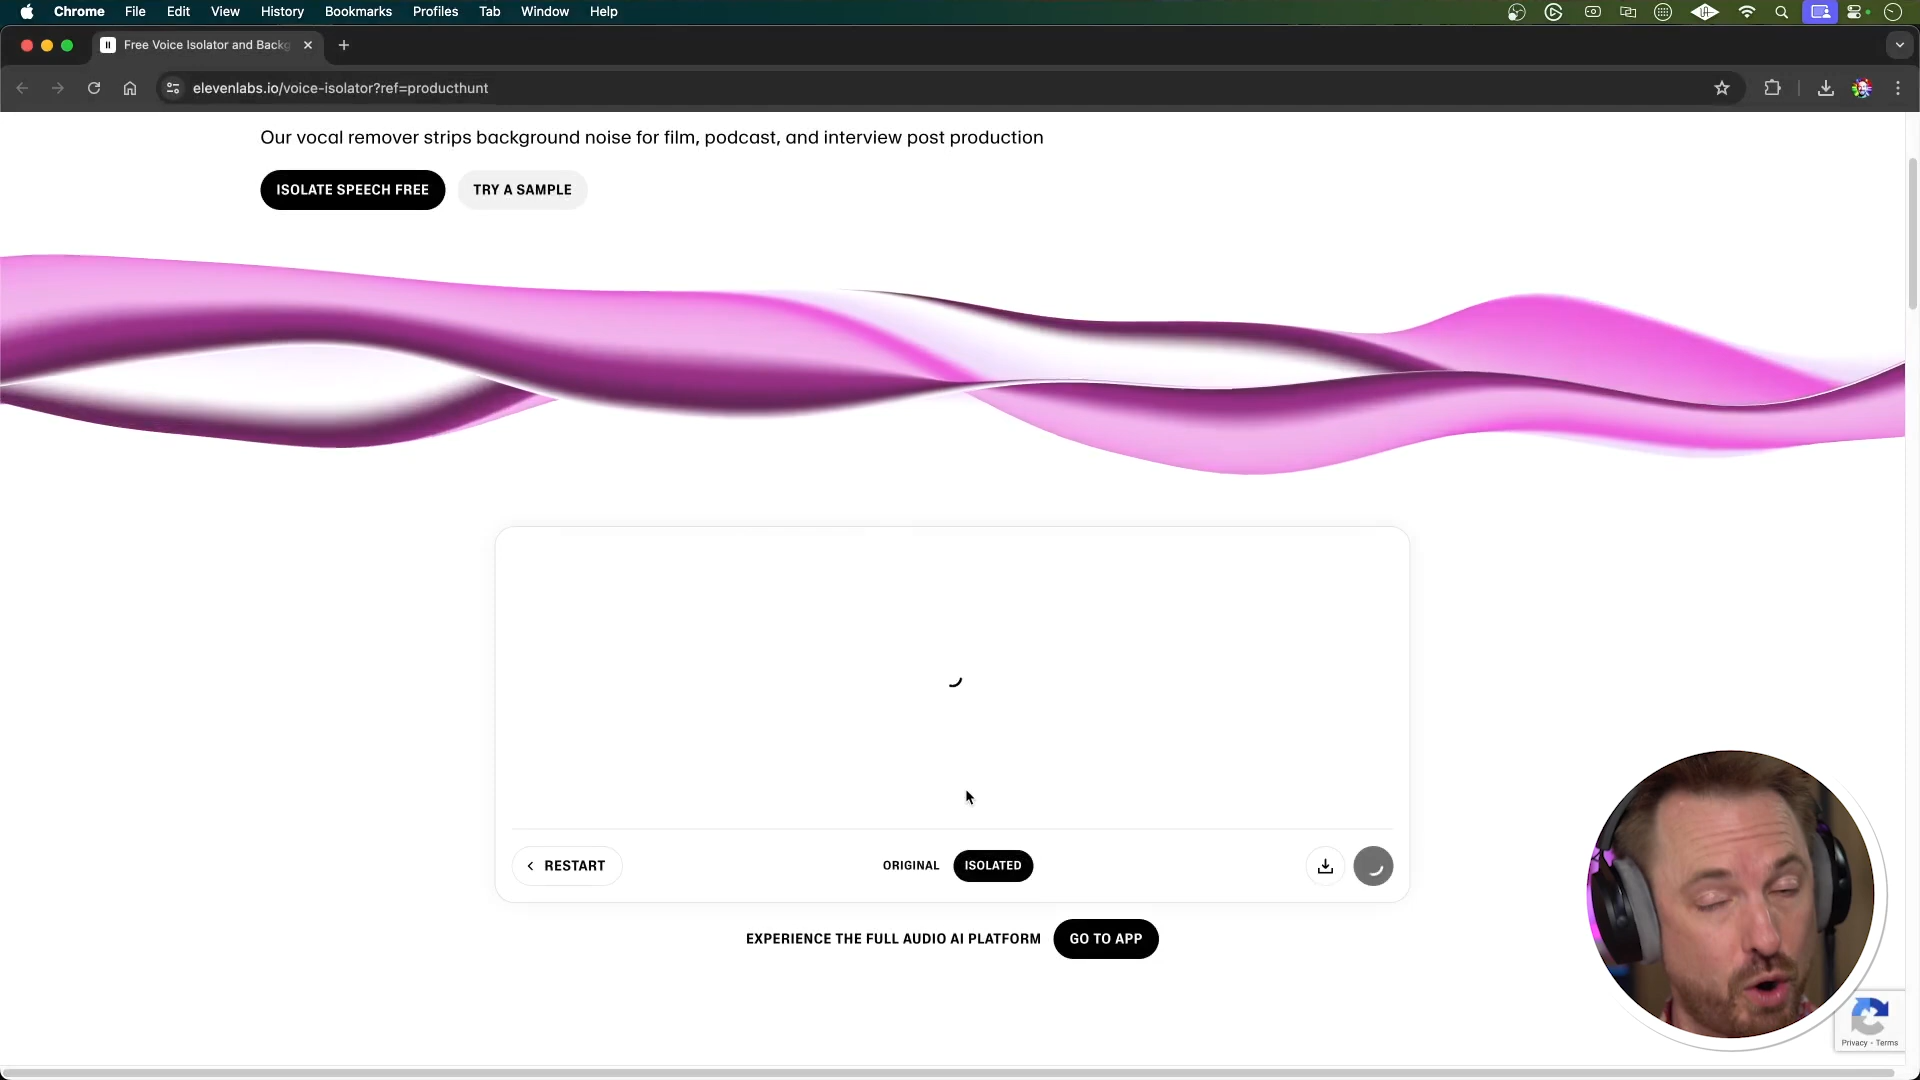 Chrome File Edit View History Bookmarks Profiles Tab Window Help
Free Voice Isolator and Backg
elevenlabs.io/voice-isolator?ref=producthunt
Our vocal remover strips background noise for film, podcast, and interview post production
ISOLATE SPEECH FREE TRY A SAMPLE
RESTART ORIGINAL ISOLATED
EXPERIENCE THE FULL AUDIO AI PLATFORM GO TO APP
Privacy - Terms